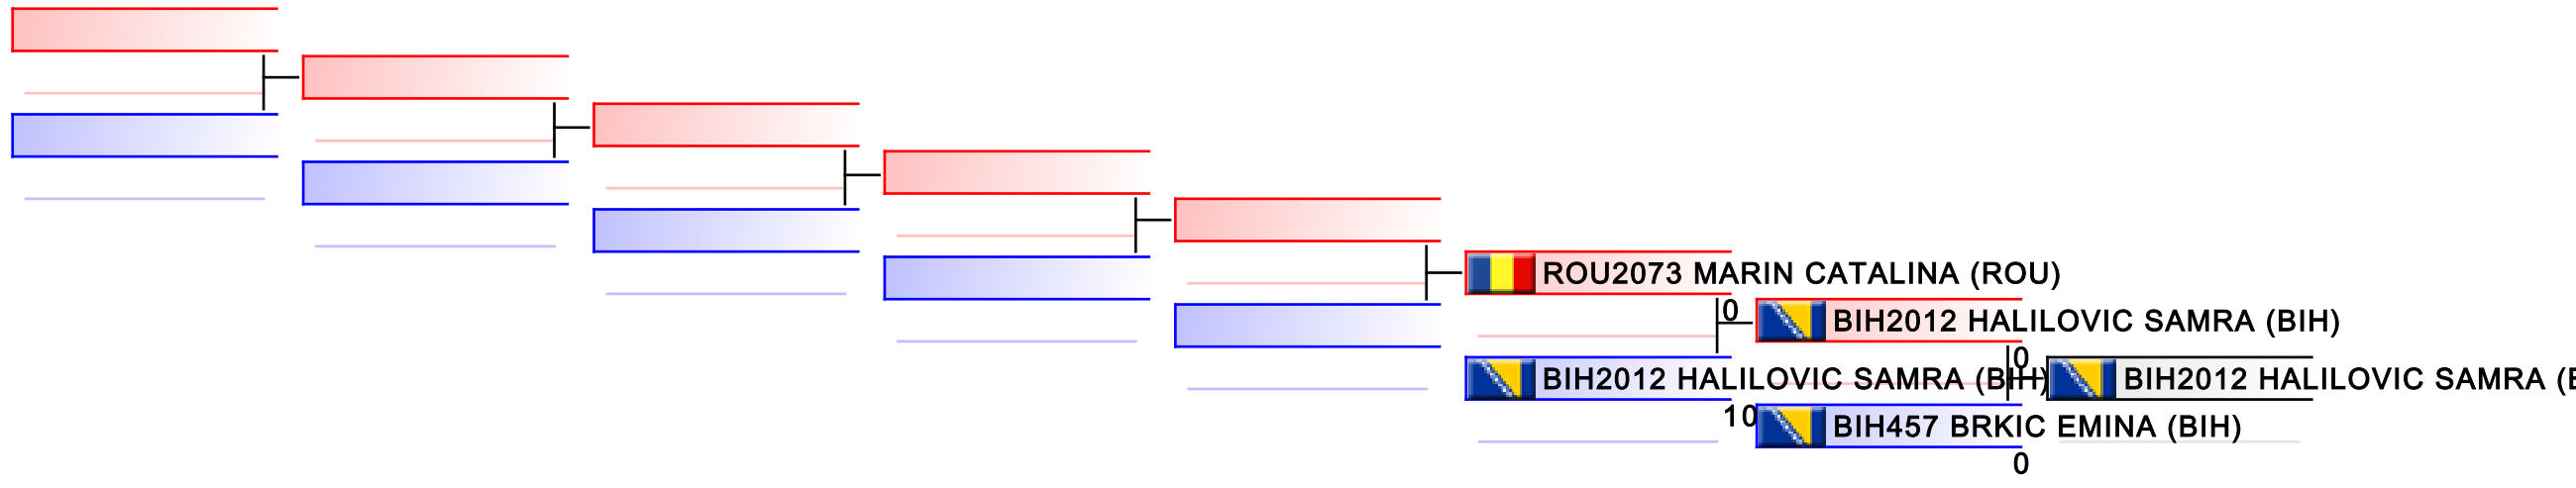 ROU2073 MARIN CATALINA (ROU)
0
BIH2012 HALILOVIC SAMRA (BIH)
0
BIH2012 HALILOVIC SAMRA (BIH)
BIH2012 HALILOVIC SAMRA (B
10
BIH457 BRKIC EMINA (BIH)
0